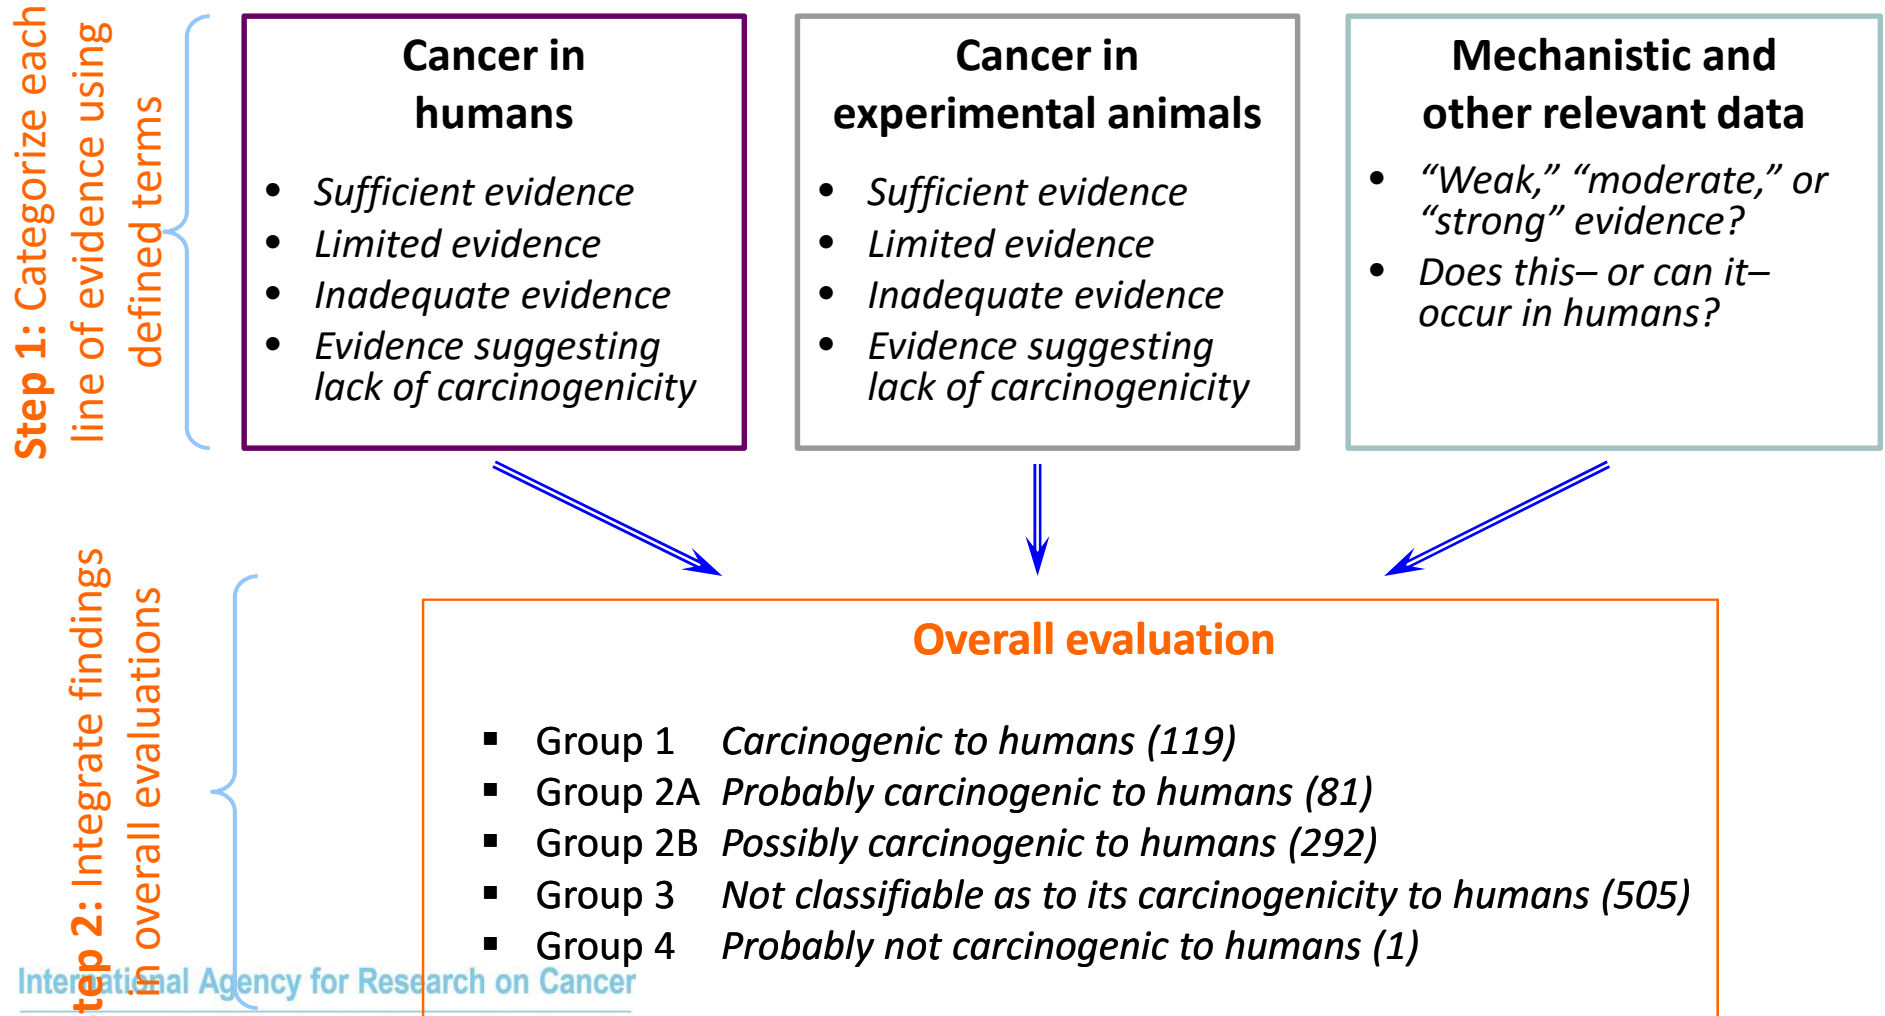 Step 1: Categorize each
line of evidence using
defined terms
Cancer in
humans
• Sufficient evidence
• Limited evidence
• Inadequate evidence
• Evidence suggesting
lack of carcinogenicity
Cancer in
experimental animals
• Sufficient evidence
• Limited evidence
• Inadequate evidence
• Evidence suggesting
lack of carcinogenicity
Mechanistic and
other relevant data
• “Weak,” “moderate,” or
“strong” evidence?
• Does this– or can it–
occur in humans?
tep 2: Integrate findings
in overall evaluations
Overall evaluation
▪ Group 1 Carcinogenic to humans (119)
▪ Group 2A Probably carcinogenic to humans (81)
▪ Group 2B Possibly carcinogenic to humans (292)
▪ Group 3 Not classifiable as to its carcinogenicity to humans (505)
▪ Group 4 Probably not carcinogenic to humans (1)
International Agency for Research on Cancer